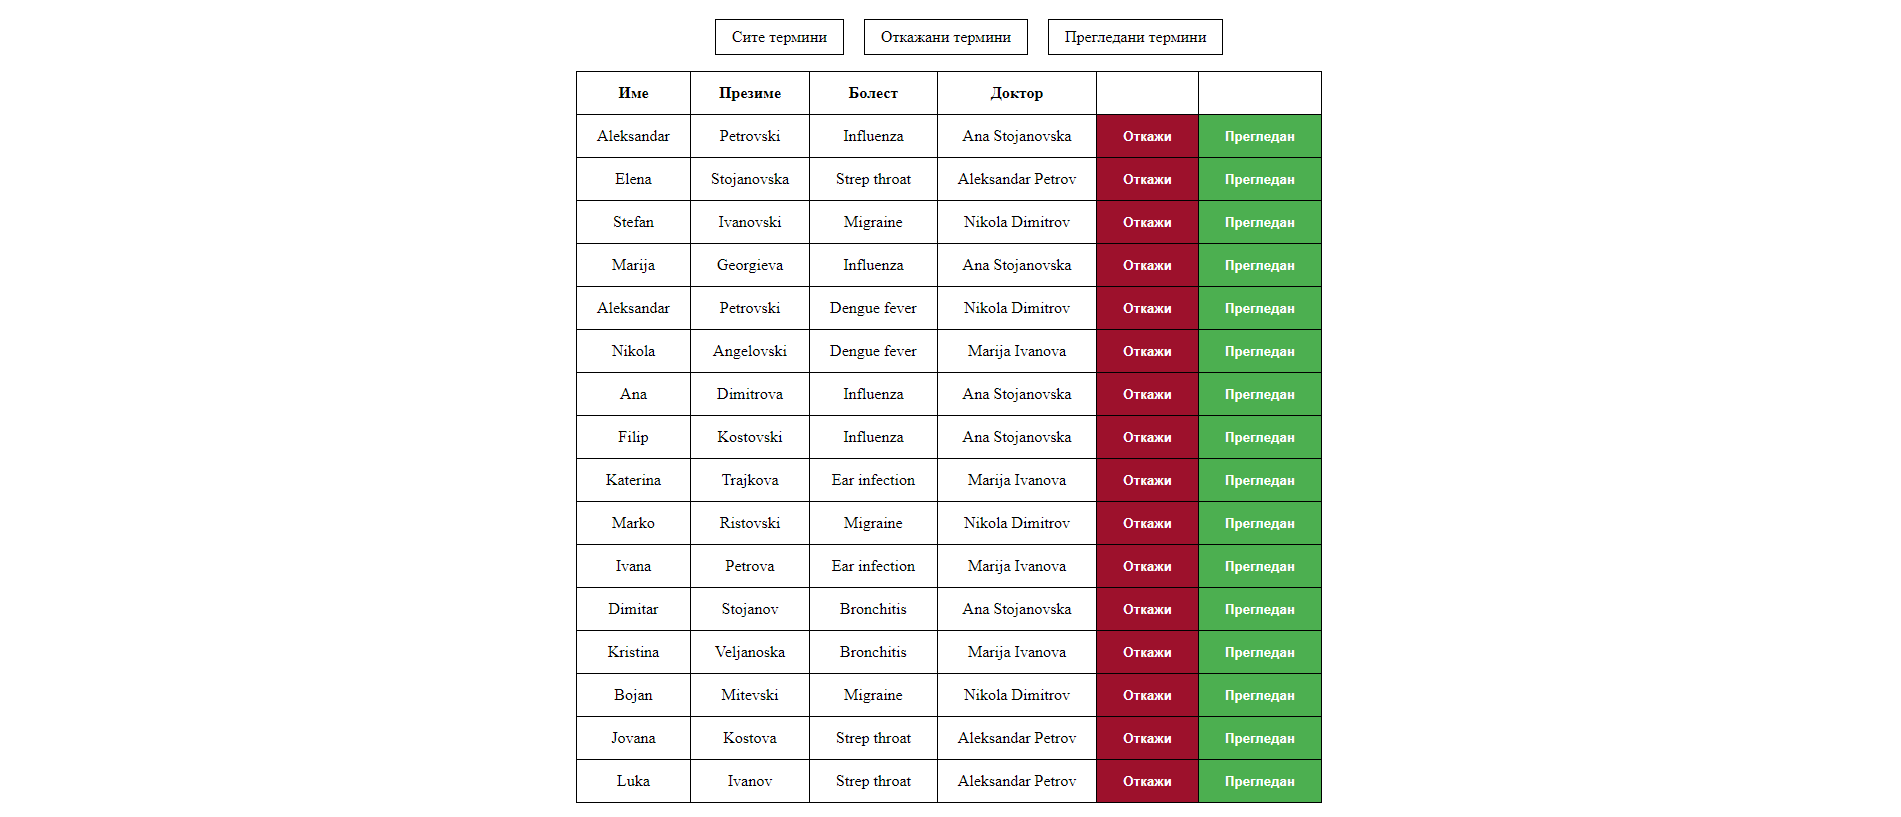 Сите термини Откажани термини Прегледани термини
Име Презиме Болест Доктор
Aleksandar Petrovski Influenza Ana Stojanovska Откажи Прегледан
Elena Stojanovska Strep throat Aleksandar Petrov Откажи Прегледан
Stefan Ivanovski Migraine Nikola Dimitrov Откажи Прегледан
Marija Georgieva Influenza Ana Stojanovska Откажи Прегледан
Aleksandar Petrovski Dengue fever Nikola Dimitrov Откажи Прегледан
Nikola Angelovski Dengue fever Marija Ivanova Откажи Прегледан
Ana Dimitrova Influenza Ana Stojanovska Откажи Прегледан
Filip Kostovski Influenza Ana Stojanovska Откажи Прегледан
Katerina Trajkova Ear infection Marija Ivanova Откажи Прегледан
Marko Ristovski Migraine Nikola Dimitrov Откажи Прегледан
Ivana Petrova Ear infection Marija Ivanova Откажи Прегледан
Dimitar Stojanov Bronchitis Ana Stojanovska Откажи Прегледан
Kristina Veljanoska Bronchitis Marija Ivanova Откажи Прегледан
Bojan Mitevski Migraine Nikola Dimitrov Откажи Прегледан
Jovana Kostova Strep throat Aleksandar Petrov Откажи Прегледан
Luka Ivanov Strep throat Aleksandar Petrov Откажи Прегледан